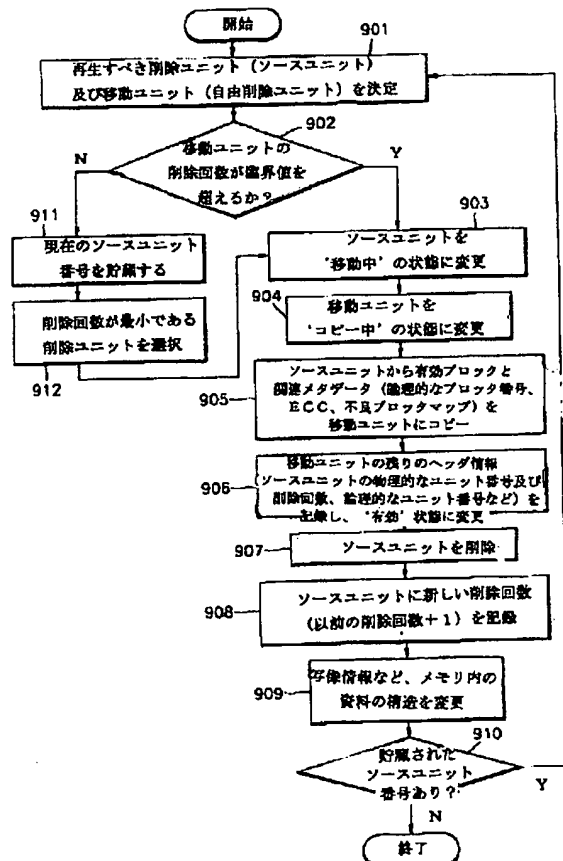 開始
901
再生すべき削除ユニット(ソースユニット)
及び移動ユニット(自由削除ユニット)を決定
902
移動ユニットの
削除回数が臨界値を
超えるか?
N
Y
911
現在のソースユニット
番号を貯蔵する
削除回数が最小である
削除ユニットを選択
912
903
ソースユニットを
'移動中'の状態に変更
904
移動ユニットを
'コピー中'の状態に変更
905
ソースユニットから有効ブロックと
関連メタデータ(論理的なブロック番号、
ECC、不良ブロックマップ)を
移動ユニットにコピー
906
移動ユニットの残りのヘッダ情報
ソースユニットの物理的なユニット番号及び
削除回数、論理的なユニット番号など)を
記録し、'有効'状態に変更
907
ソースユニットを削除
908
ソースユニットに新しい削除回数
(以前の削除回数+1)を記録
909
写像情報など、メモリ内の
資料の構造を変更
910
貯蔵された
ソースユニット
番号あり?
Y
N
終了